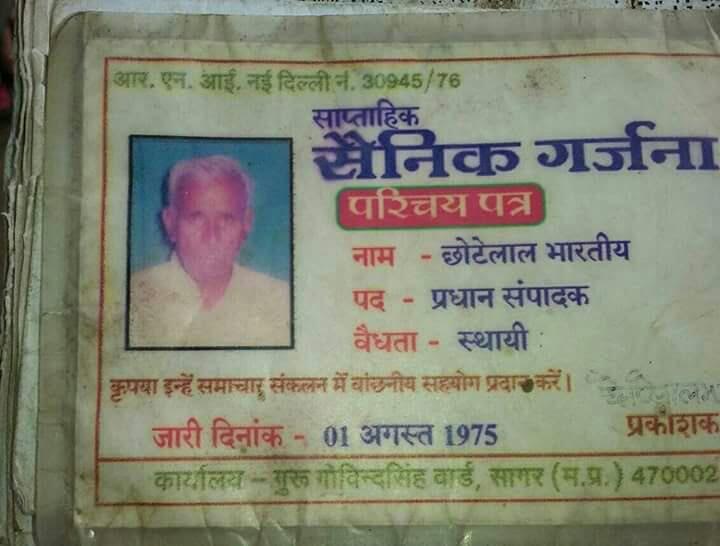 आर. एन. आई. नई दिल्ली नं. 30945/76
साप्ताहिक
सैनिक गर्जना
परिचय पत्र
नाम - छोटेलाल भारतीय
पद - प्रधान संपादक
वैधता - स्थायी
कृपया इन्हें समाचार संकलन में वांछनीय सहयोग प्रदान करें।
जारी दिनांक - 01 अगस्त 1975
प्रकाशक
कार्यालय - गुरू गोविन्दसिंह वार्ड, सागर (म.प्र.) 470002